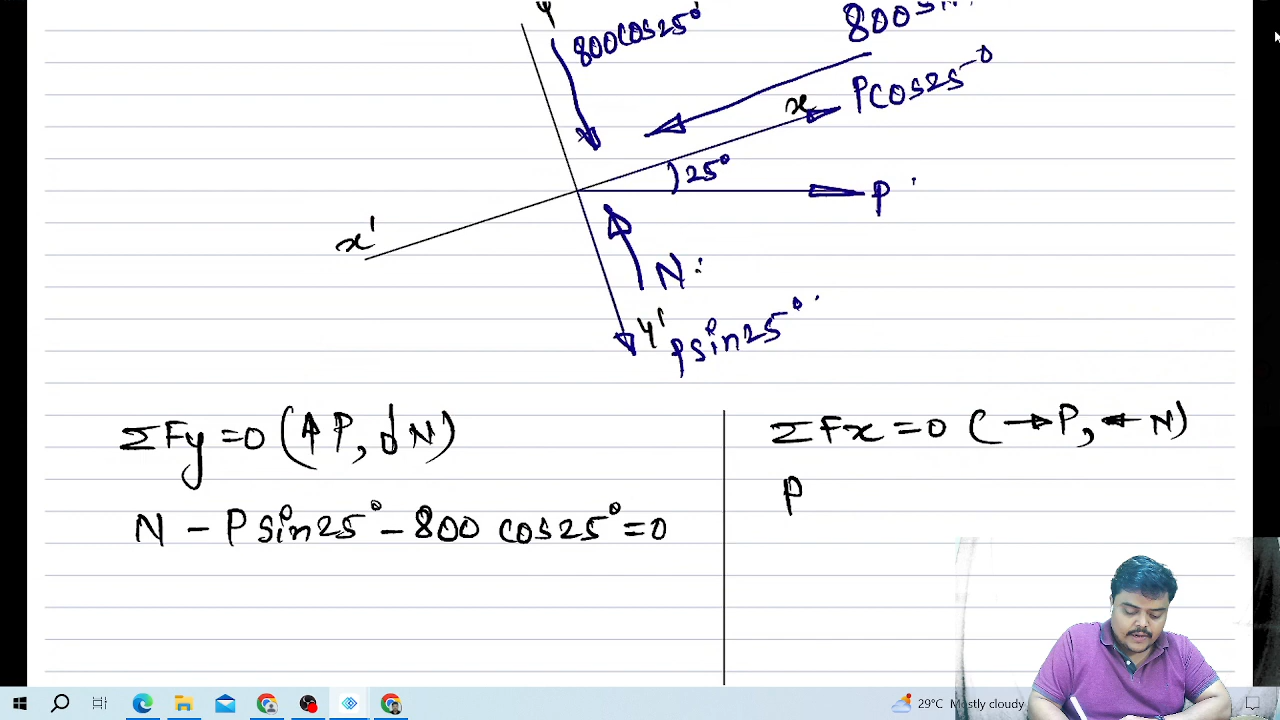 Y
800cos25°
800sin
Pcos25°
x
25°
P
x'
N
Y'
Psin25°
ΣFy=0 (↑P, ↓N)
N - Psin25° - 800 cos25° = 0
ΣFx=0 (→P, ←N)
P
29°C Mostly cloudy